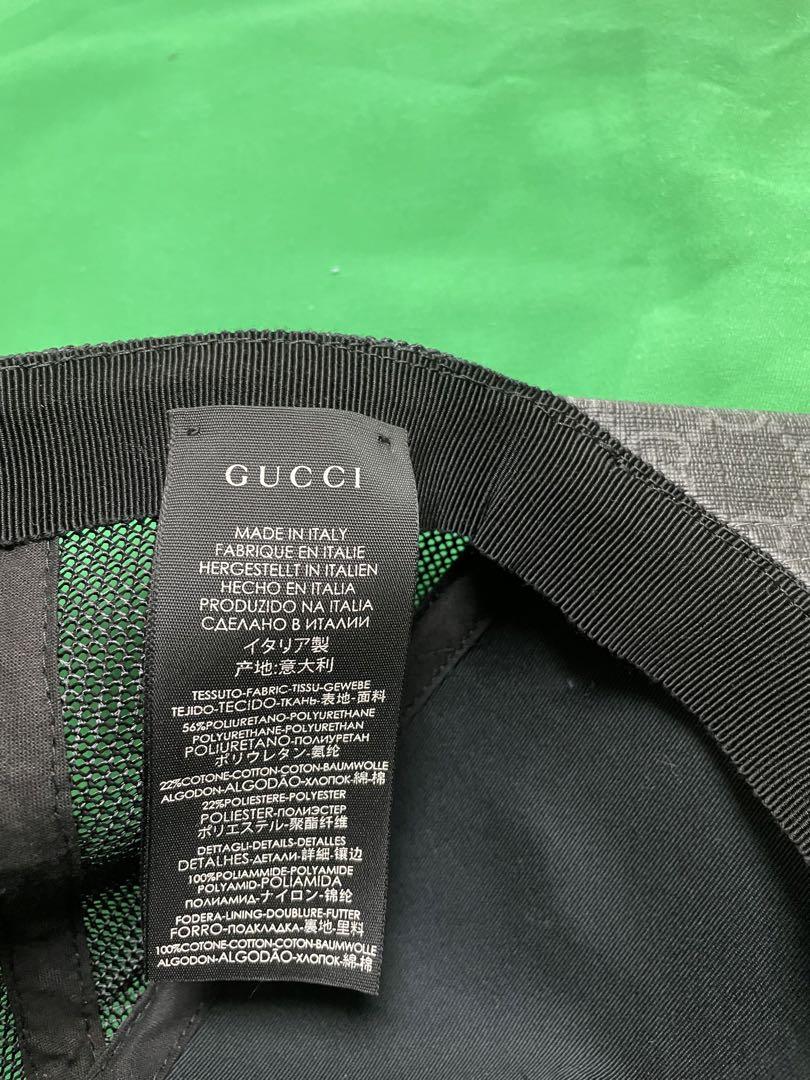 GUCCI
MADE IN ITALY
FABRIQUE EN ITALIE
HERGESTELLT IN ITALIEN
HECHO EN ITALIA
PRODUZIDO NA ITALIA
СДЕЛАНО В ИТАЛИИ
イタリア製
产地:意大利
TESSUTO-FABRIC-TISSU-GEWEBE
TEJIDO-TECIDO-ТКАНЬ-表地-面料
56%POLIURETANO-POLYURETHANE
POLYURETHANE-POLYURETHAN
POLIURETANO-ПОЛИУРЕТАН
ポリウレタン-氨纶
22%COTONE-COTTON-COTON-BAUMWOLLE
ALGODON-ALGODÃO-ХЛОПОК-綿-棉
22%POLIESTERE-POLYESTER
POLIESTER-ПОЛИЭСТЕР
ポリエステル-聚酯纤维
DETTAGLI-DETAILS-DETALLES
DETALHES-ДЕТАЛИ-詳細-镶边
100%POLIAMMIDE-POLYAMIDE
POLYAMID-POLIAMIDA
ПОЛИАМИД-ナイロン-锦纶
FODERA-LINING-DOUBLURE-FUTTER
FORRO-ПОДКЛАДКА-裏地-里料
100%COTONE-COTTON-COTON-BAUMWOLLE
ALGODON-ALGODÃO-ХЛОПОК-綿-棉